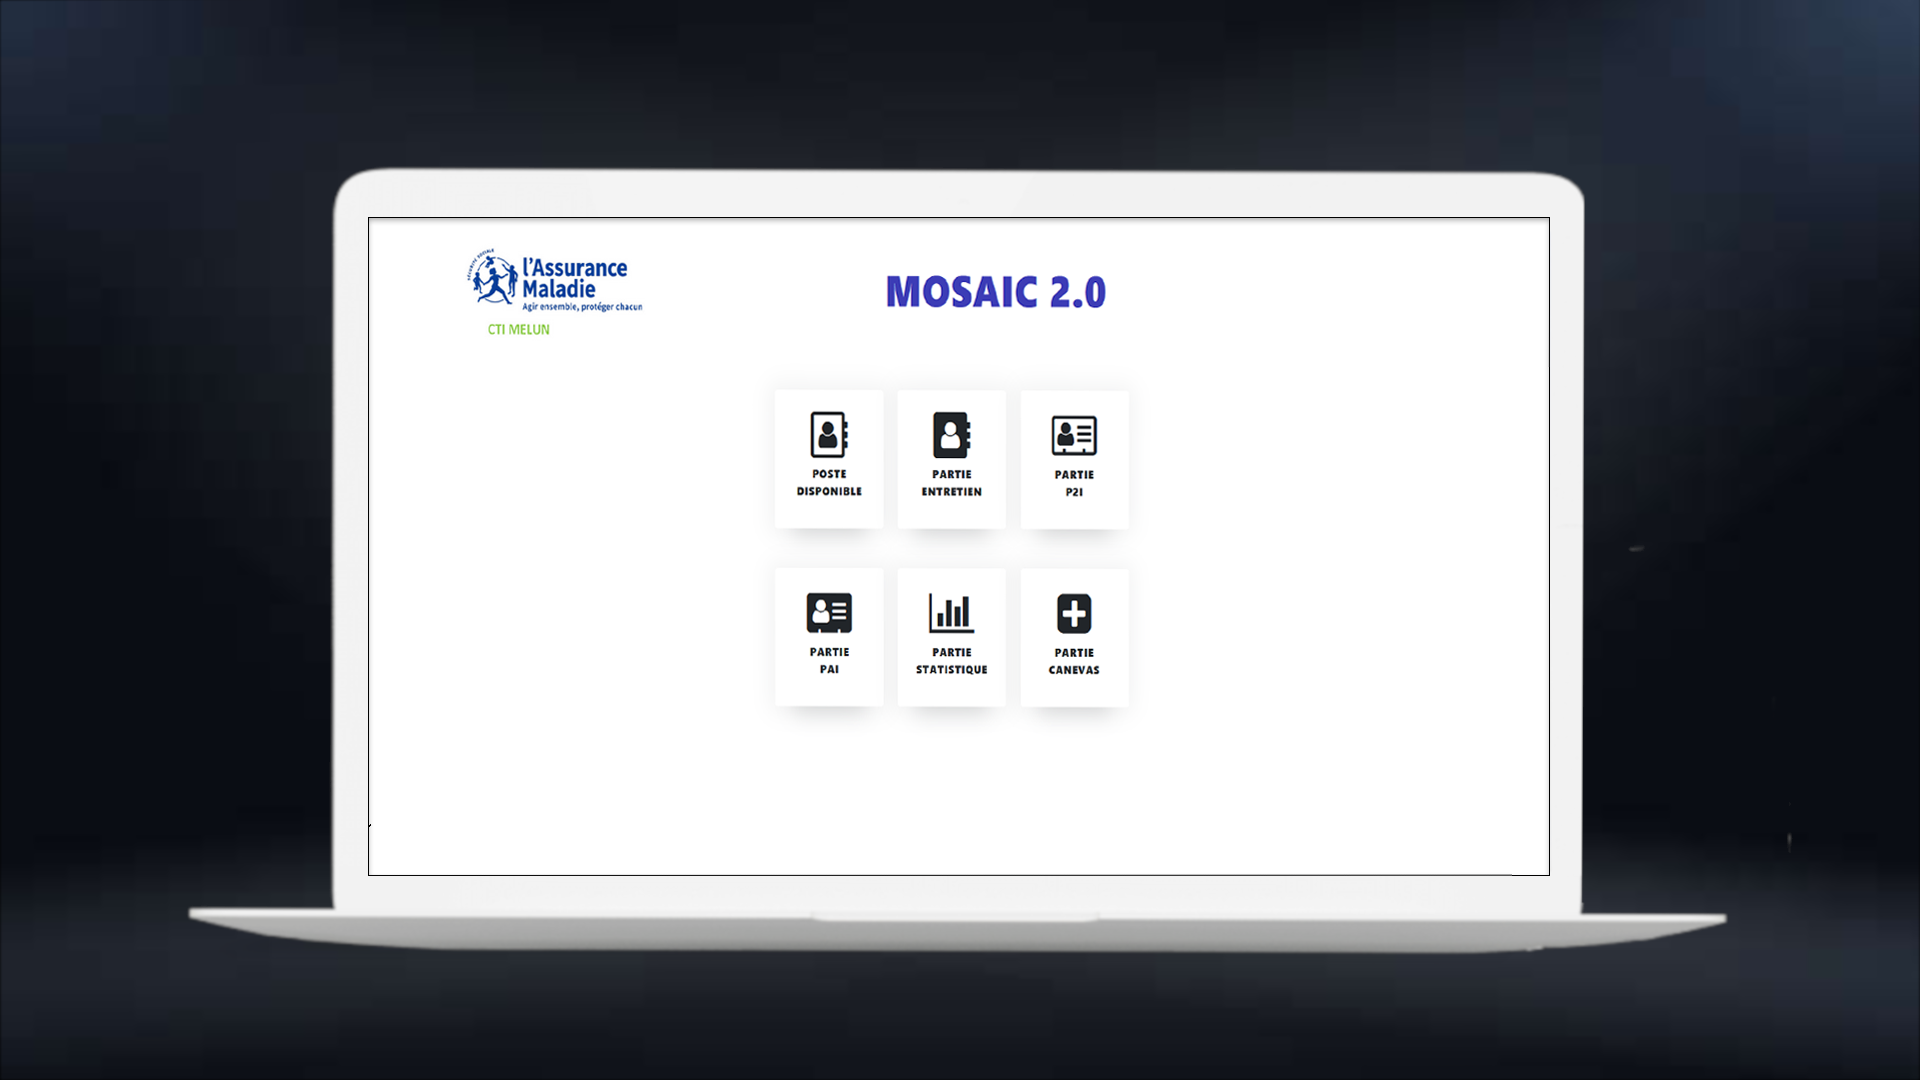 SÉCURITÉ SOCIALE
l'Assurance
Maladie
Agir ensemble, protéger chacun
CTI MELUN
MOSAIC 2.0
POSTE
DISPONIBLE
PARTIE
ENTRETIEN
PARTIE
P2I
PARTIE
PAI
PARTIE
STATISTIQUE
PARTIE
CANEVAS